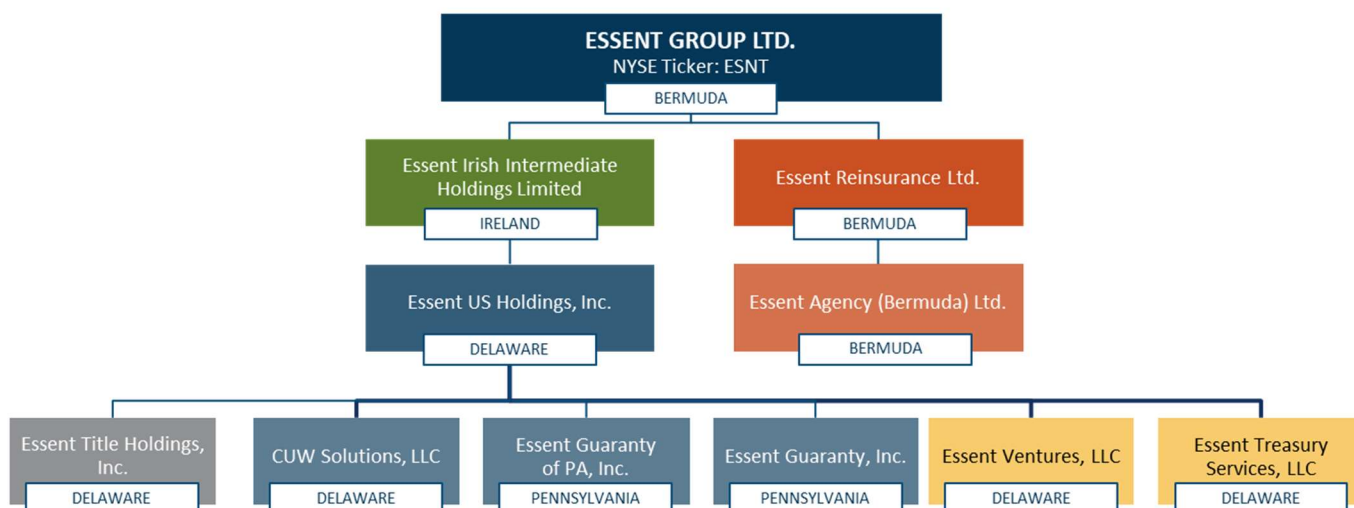 ESSENT GROUP LTD.
NYSE Ticker: ESNT
BERMUDA
Essent Irish Intermediate
Holdings Limited
IRELAND
Essent Reinsurance Ltd.
BERMUDA
Essent US Holdings, Inc.
DELAWARE
Essent Agency (Bermuda) Ltd.
BERMUDA
Essent Title Holdings,
Inc.
DELAWARE
CUW Solutions, LLC
DELAWARE
Essent Guaranty
of PA, Inc.
PENNSYLVANIA
Essent Guaranty, Inc.
PENNSYLVANIA
Essent Ventures, LLC
DELAWARE
Essent Treasury
Services, LLC
DELAWARE